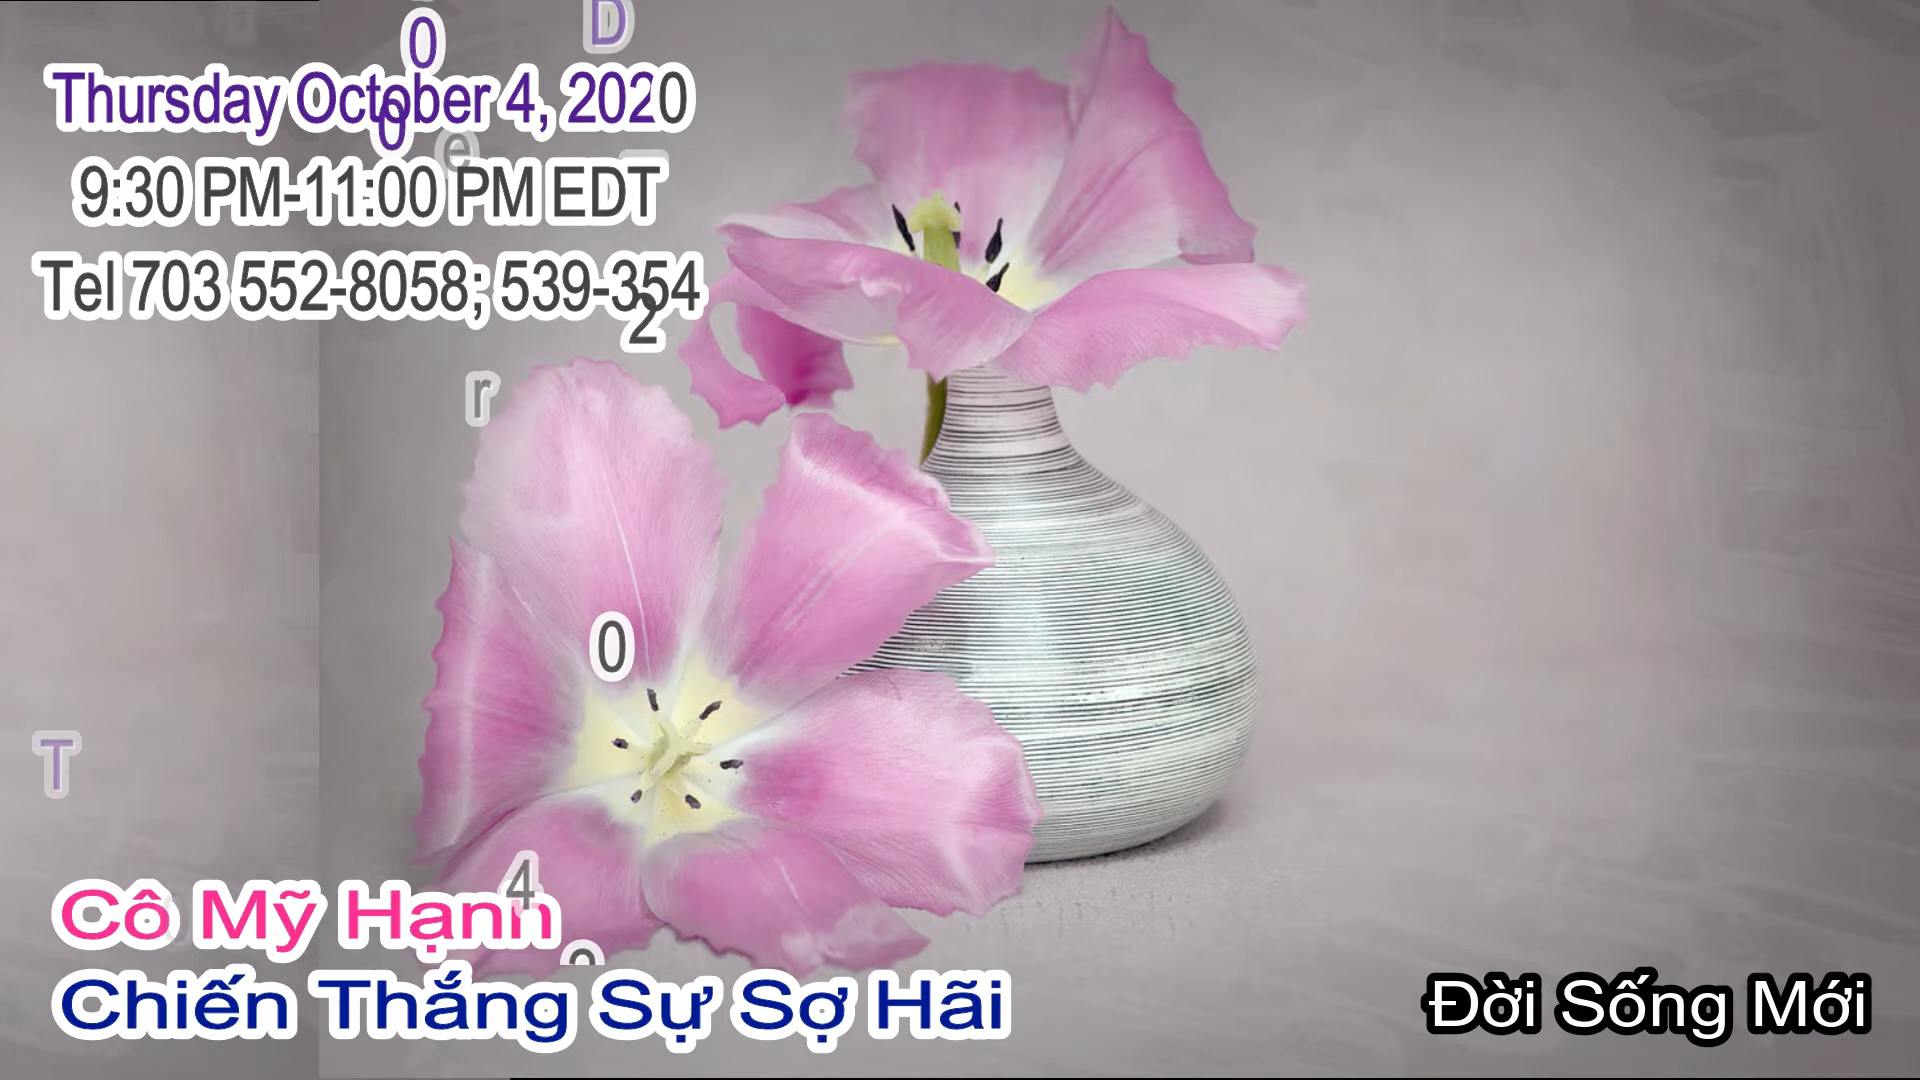 Thursday October 4, 2020
9:30 PM-11:00 PM EDT
Tel 703 552-8058; 539-354
Cô Mỹ Hạnh
Chiến Thắng Sự Sợ Hãi
Đời Sống Mới